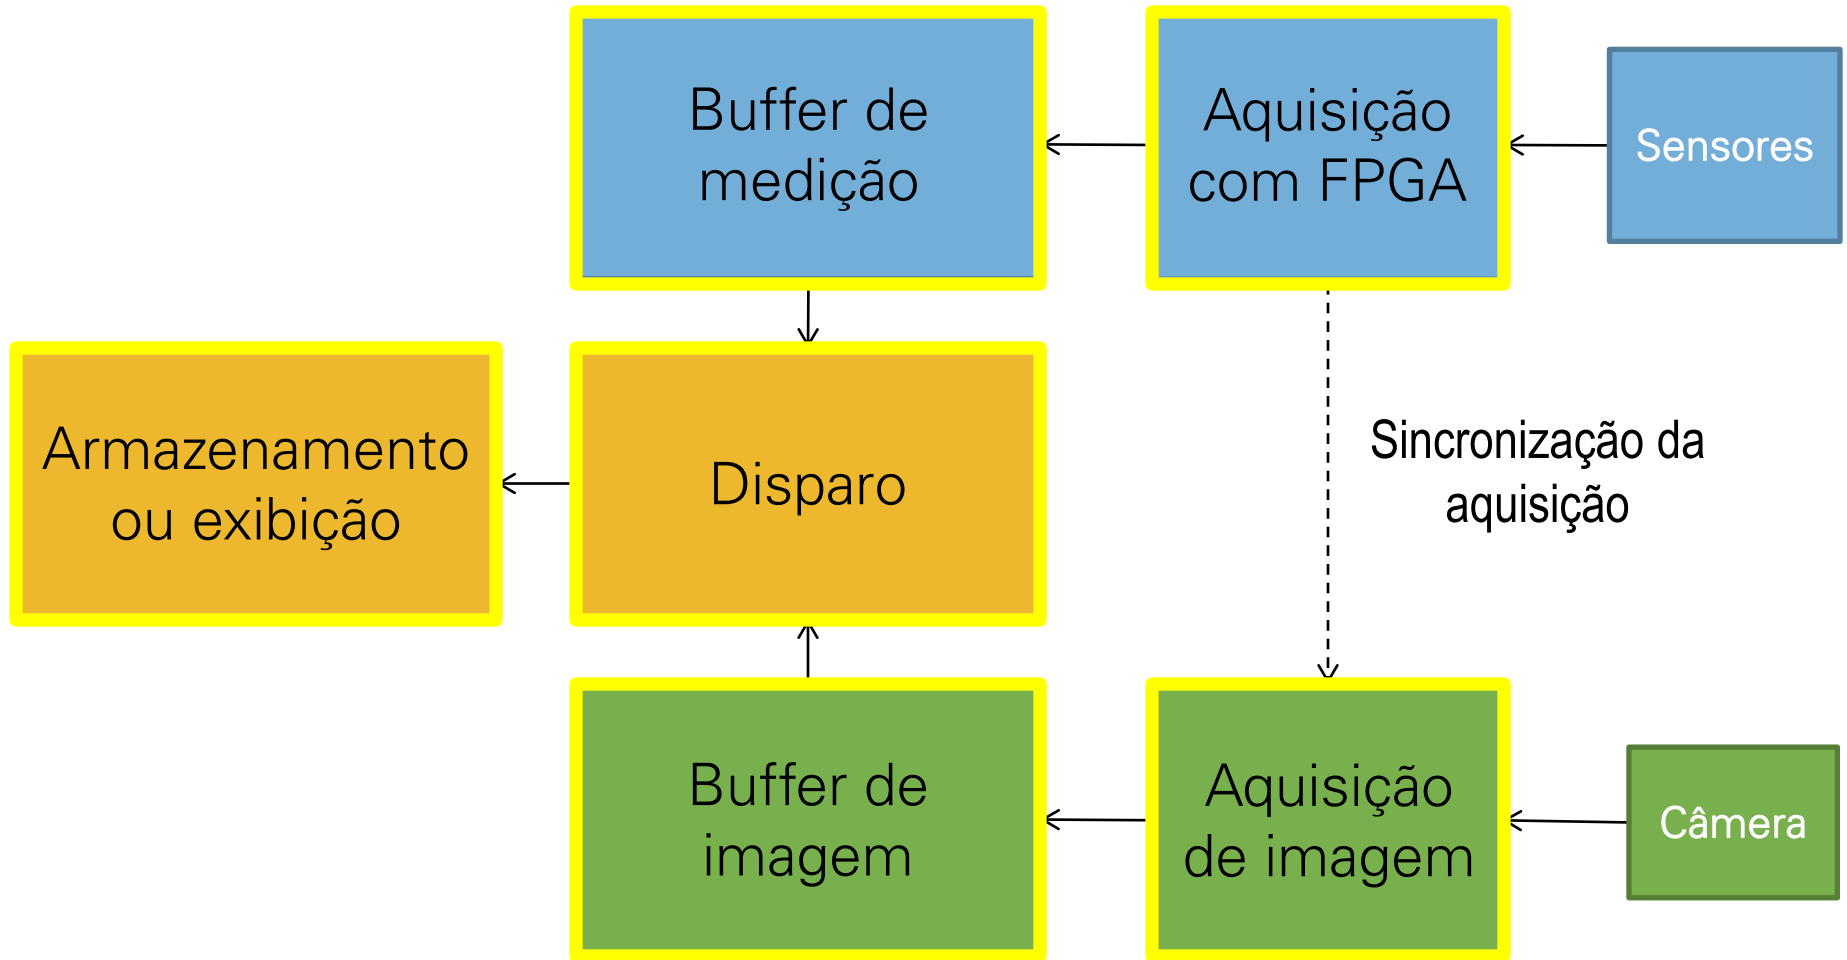 Buffer de
medição
Aquisição
com FPGA
Sensores
Armazenamento
ou exibição
Disparo
Sincronização da
aquisição
Buffer de
imagem
Aquisição
de imagem
Câmera